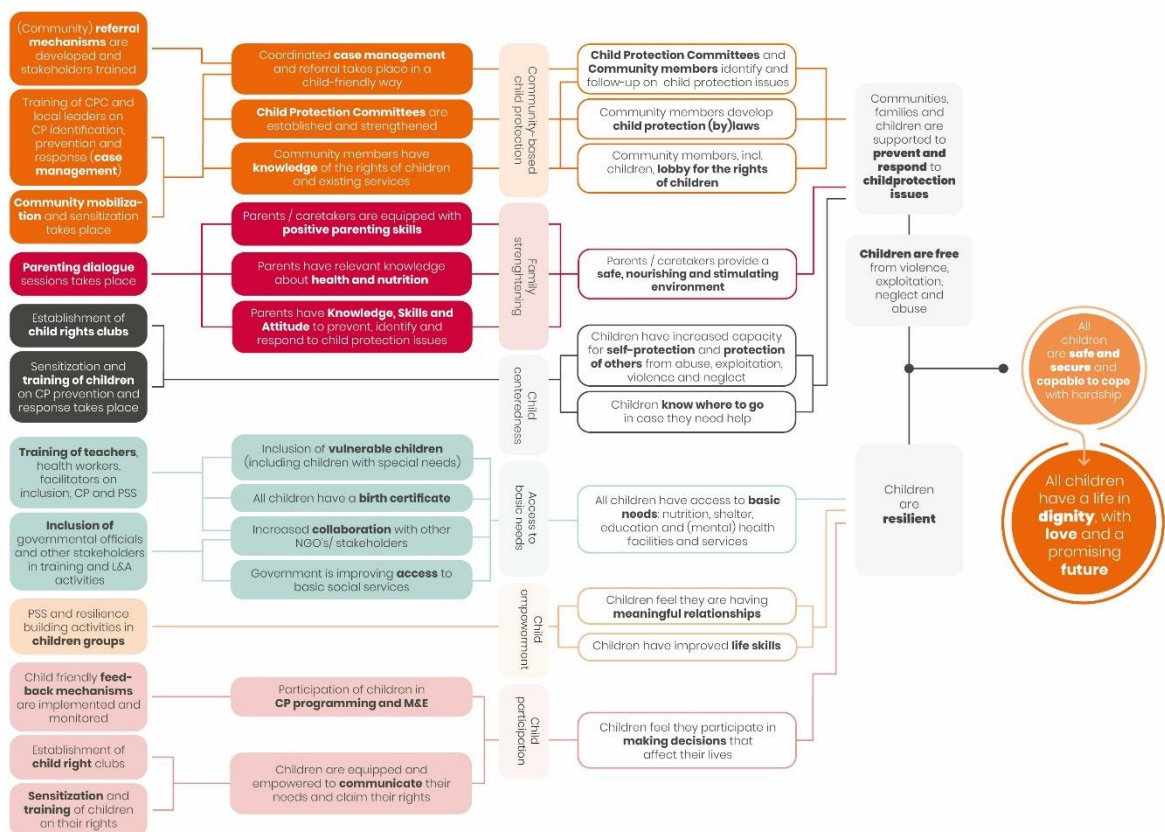 (Community) referral
mechanisms are
developed and
stakeholders trained
Training of CPC and
local leaders on
CP identification,
prevention and
response (case
management)
Community mobiliza-
tion and sensitization
takes place
Coordinated case management
and referral takes place in a
child-friendly way
Child Protection Committees are
established and strengthened
Community members have
knowledge of the rights of children
and existing services
Community-based
child protection
Child Protection Committees and
Community members identify and
follow-up on child protection issues
Community members develop
child protection (by)laws
Community members, incl.
children, lobby for the rights
of children
Parenting dialogue
sessions takes place
Parents / caretakers are equipped with
positive parenting skills
Parents have relevant knowledge
about health and nutrition
Parents have Knowledge, Skills and
Attitude to prevent, identify and
respond to child protection issues
Family
strenghtening
Parents / caretakers provide a
safe, nourishing and stimulating
environment
Establishment of
child rights clubs
Sensitization and
training of children
on CP prevention and
response takes place
Child
centeredness
Children have increased capacity
for self-protection and protection
of others from abuse, exploitation,
violence and neglect
Children know where to go
in case they need help
Training of teachers,
health workers,
facilitators on
inclusion, CP and PSS
Inclusion of
governmental officials
and other stakeholders
in training and L&A
activities
Inclusion of vulnerable children
(including children with special needs)
All children have a birth certificate
Increased collaboration with other
NGO's/ stakeholders
Government is improving access to
basic social services
Access to
basic needs
All children have access to basic
needs: nutrition, shelter,
education and (mental) health
facilities and services
PSS and resilience
building activities in
children groups
Child
empowerment
Children feel they are having
meaningful relationships
Children have improved life skills
Child friendly feed-
back mechanisms
are implemented and
monitored
Establishment of
child right clubs
Sensitization and
training of children
on their rights
Participation of children in
CP programming and M&E
Children are equipped and
empowered to communicate their
needs and claim their rights
Child
participation
Children feel they participate in
making decisions that
affect their lives
Communities,
families and
children are
supported to
prevent and
respond to
childprotection
issues
Children are free
from violence,
exploitation,
neglect and
abuse
Children
are
resilient
All
children
are safe and
secure and
capable to cope
with hardship
All children
have a life in
dignity, with
love and a
promising
future